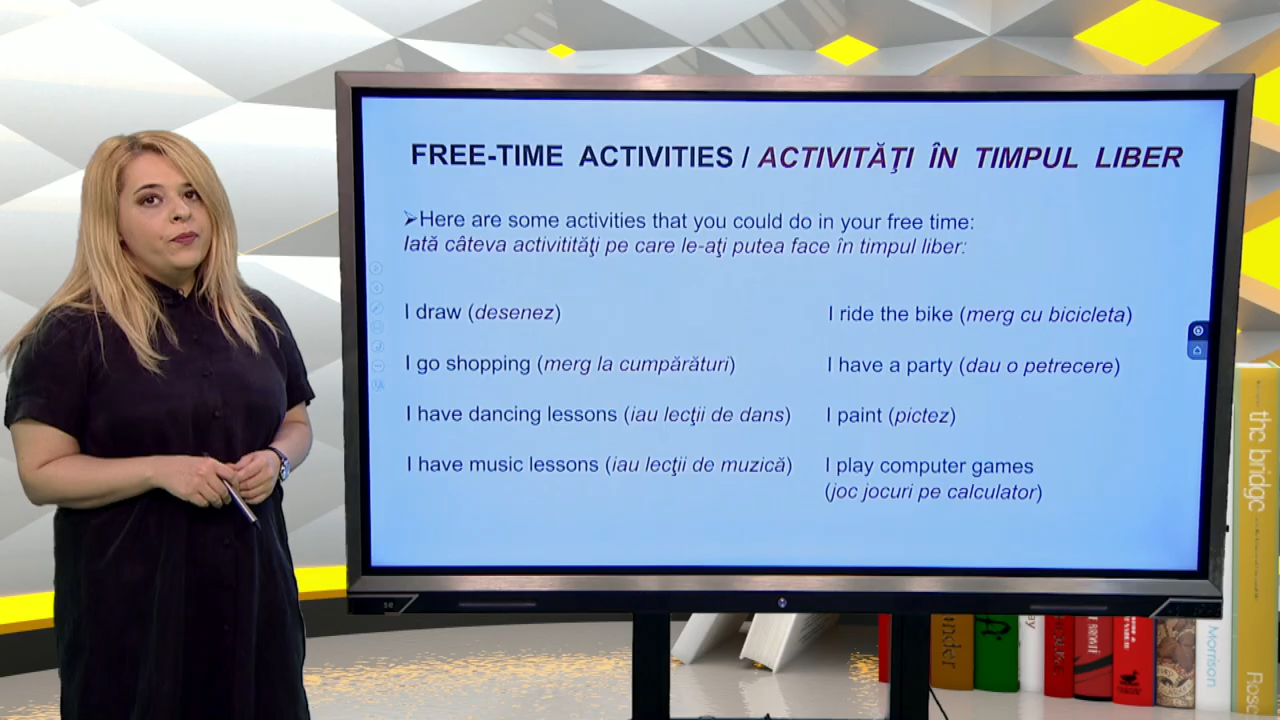 FREE-TIME ACTIVITIES / ACTIVITĂŢI ÎN TIMPUL LIBER
➢Here are some activities that you could do in your free time:
Iată câteva activitităţi pe care le-aţi putea face în timpul liber:
I draw (desenez)
I go shopping (merg la cumpărături)
I have dancing lessons (iau lecţii de dans)
I have music lessons (iau lecţii de muzică)
I ride the bike (merg cu bicicleta)
I have a party (dau o petrecere)
I paint (pictez)
I play computer games
(joc jocuri pe calculator)
the bridge
Morrison